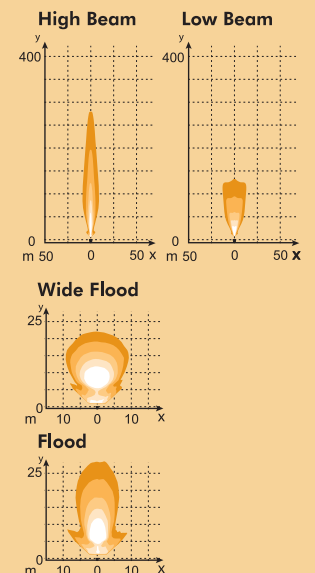 High Beam Low Beam
y y
400 400
0 0
m 50 0 50 x m 50 0 50 x
Wide Flood
y
25
0
m 10 0 10 x
Flood
y
25
0
m 10 0 10 x